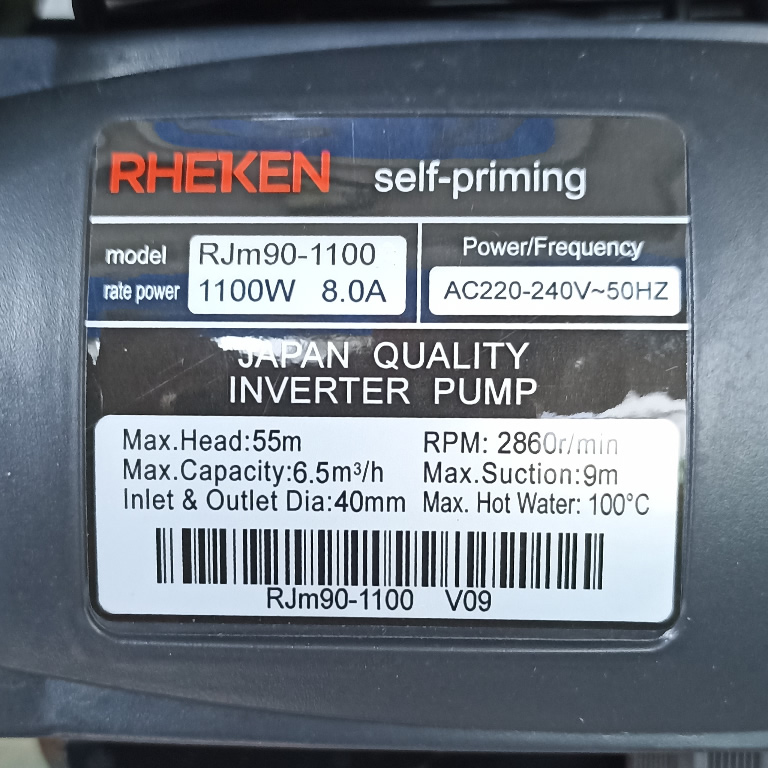 RHEKEN self-priming
model RJm90-1100
rate power 1100W 8.0A
Power/Frequency
AC220-240V~50HZ
JAPAN QUALITY
INVERTER PUMP
Max.Head:55m RPM: 2860r/min
Max.Capacity:6.5m³/h Max.Suction:9m
Inlet & Outlet Dia:40mm Max. Hot Water: 100°C
RJm90-1100 V09